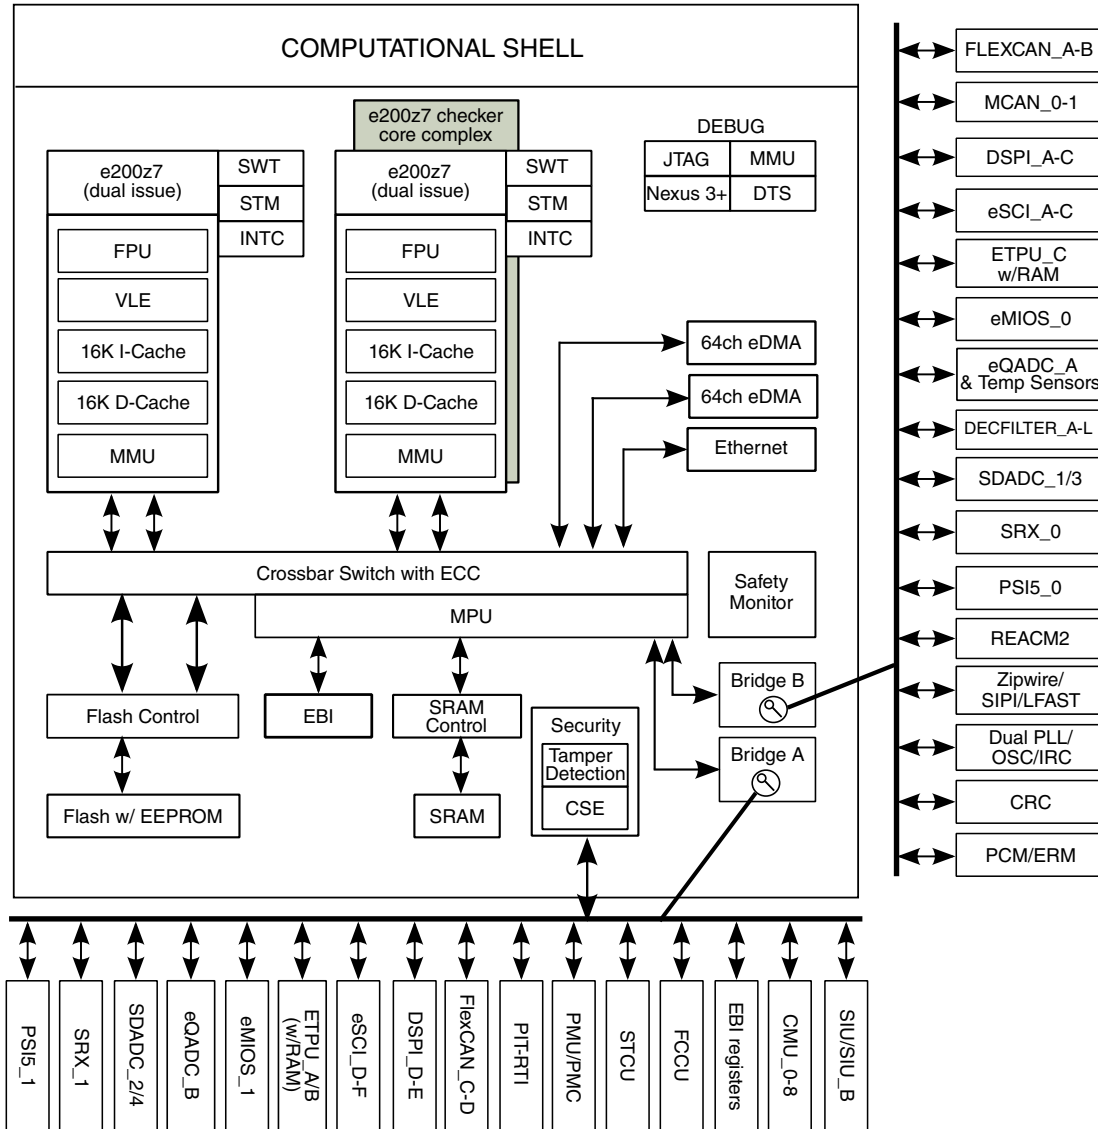 COMPUTATIONAL SHELL
e200z7 checker
core complex
e200z7
(dual issue)
SWT
STM
INTC
FPU
VLE
16K I-Cache
16K D-Cache
MMU
e200z7
(dual issue)
SWT
STM
INTC
FPU
VLE
16K I-Cache
16K D-Cache
MMU
DEBUG
JTAG
MMU
Nexus 3+
DTS
64ch eDMA
64ch eDMA
Ethernet
Crossbar Switch with ECC
MPU
Safety
Monitor
Flash Control
EBI
SRAM
Control
Flash w/ EEPROM
SRAM
Security
Tamper
Detection
CSE
Bridge B
Bridge A
FLEXCAN_A-B
MCAN_0-1
DSPI_A-C
eSCI_A-C
ETPU_C
w/RAM
eMIOS_0
eQADC_A
& Temp Sensors
DECFILTER_A-L
SDADC_1/3
SRX_0
PSI5_0
REACM2
Zipwire/
SIPI/LFAST
Dual PLL/
OSC/IRC
CRC
PCM/ERM
PSI5_1
SRX_1
SDADC_2/4
eQADC_B
eMIOS_1
ETPU_A/B
(w/RAM)
eSCI_D-F
DSPI_D-E
FlexCAN_C-D
PIT-RTI
PMU/PMC
STCU
FCCU
EBI registers
CMU_0-8
SIU/SIU_B